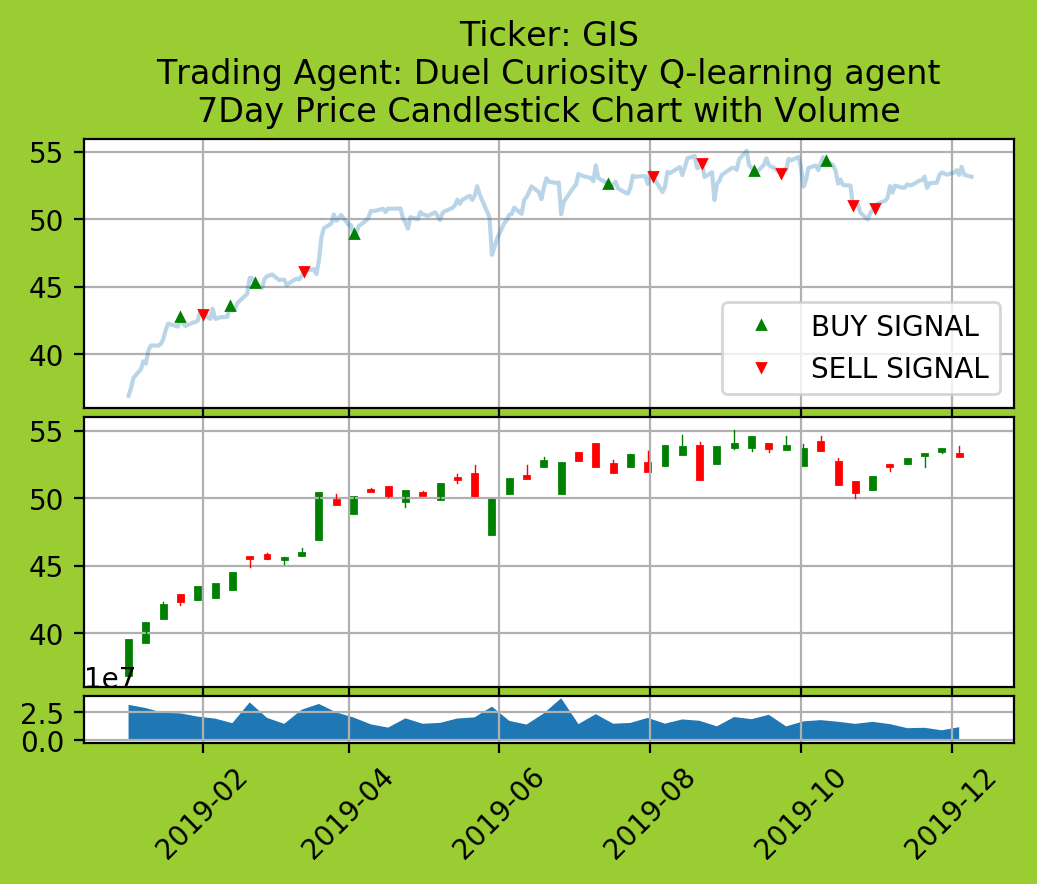 Ticker: GIS
Trading Agent: Duel Curiosity Q-learning agent
7Day Price Candlestick Chart with Volume
55
50
45
40
BUY SIGNAL
SELL SIGNAL
55
50
45
40
1e7
2.5
0.0
2019-02
2019-04
2019-06
2019-08
2019-10
2019-12